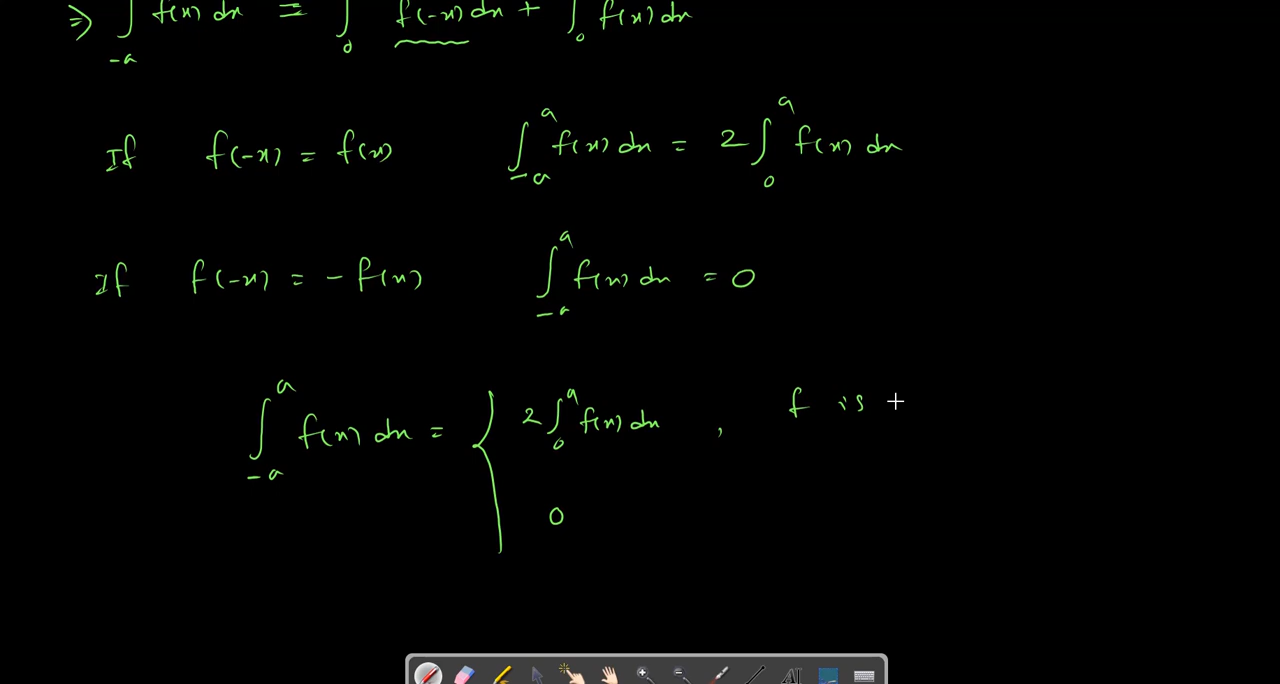 ⇒ ∫_{-a} f(x) dx = ∫_0 f(-x) dx + ∫_0 f(x) dx
If f(-x) = f(x) ∫_{-a}^{a} f(x) dx = 2 ∫_0^a f(x) dx
If f(-x) = - f(x) ∫_{-a}^{a} f(x) dx = 0
∫_{-a}^{a} f(x) dx = { 2 ∫_0^a f(x) dx , f is
0